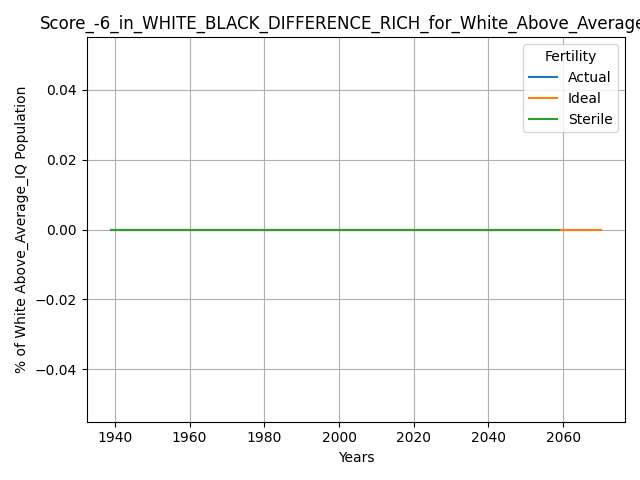 Score_-6_in_WHITE_BLACK_DIFFERENCE_RICH_for_White_Above_Average
Fertility
Actual
Ideal
Sterile
% of White Above_Average_IQ Population
0.04
0.02
0.00
−0.02
−0.04
1940
1960
1980
2000
2020
2040
2060
Years